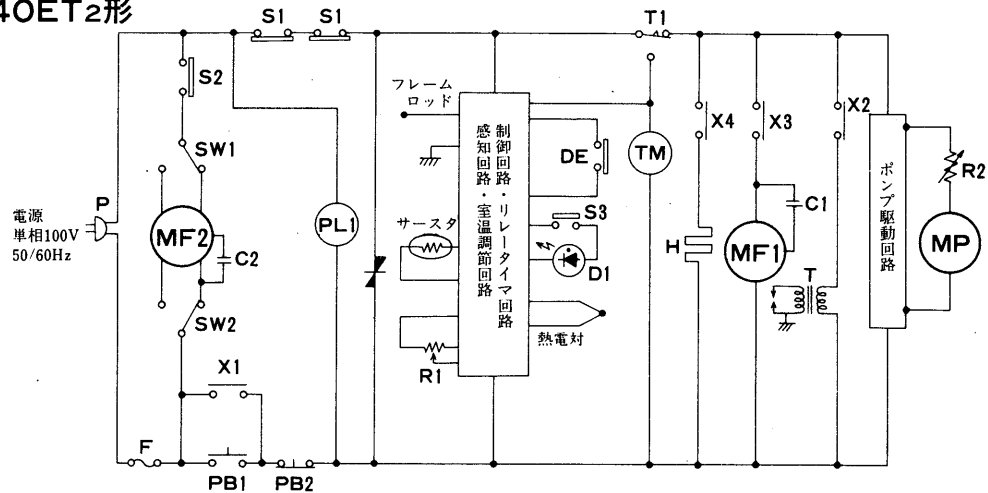 40ET2形
S1
S1
T1
S2
フレーム
ロッド
X4
X3
X2
SW1
制御回路・リレータイマ回路
感知回路・室温調節回路
DE
TM
R2
P
電源
単相100V
50/60Hz
MF2
C2
PL1
サーミスタ
S3
D1
H
MF1
C1
T
ポンプ駆動回路
MP
SW2
熱電対
R1
X1
F
PB1
PB2